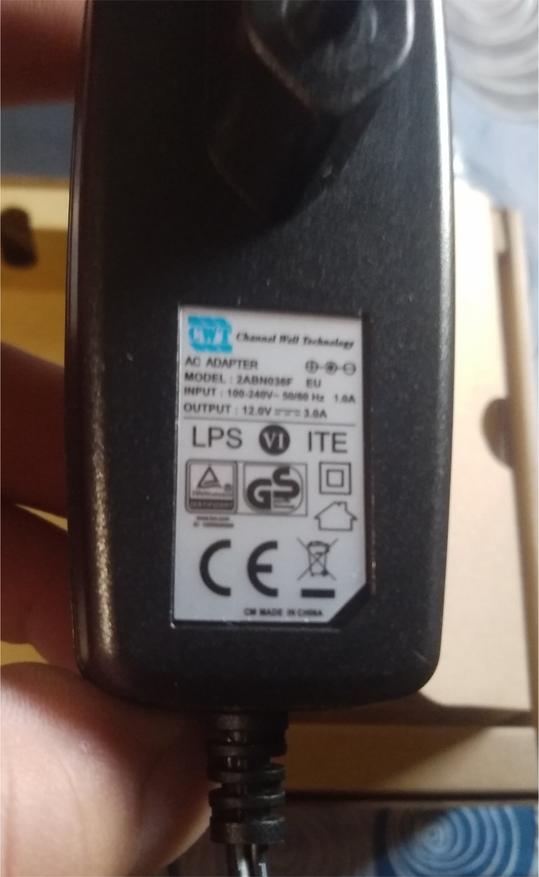 CWT Channel Well Technology
AC ADAPTER
MODEL : 2ABN036F EU
INPUT : 100-240V~ 50/60 Hz 1.0A
OUTPUT : 12.0V 3.0A
LPS VI ITE
GS
CE
CM MADE IN CHINA